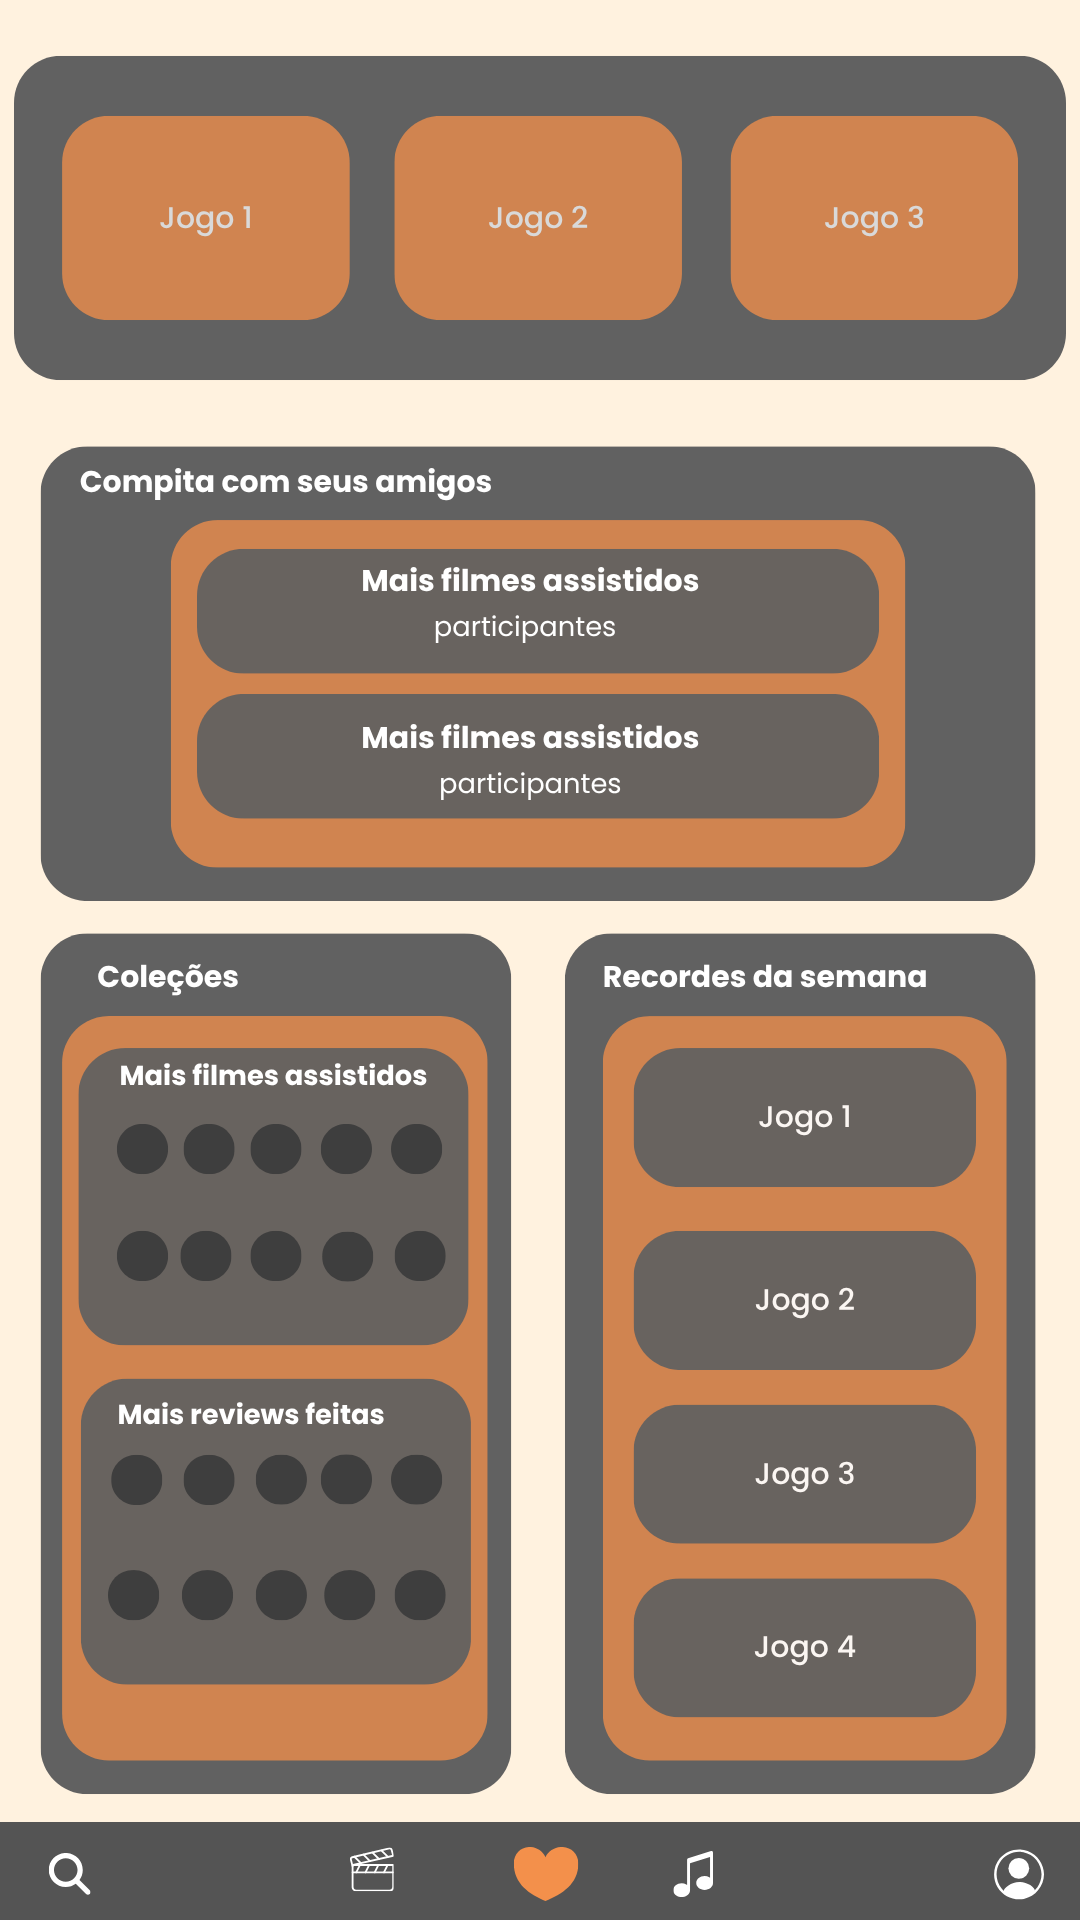 Jogo 1
Jogo 2
Jogo 3
Compita com seus amigos
Mais filmes assistidos
participantes
Mais filmes assistidos
participantes
Coleções
Mais filmes assistidos
Mais reviews feitas
Recordes da semana
Jogo 1
Jogo 2
Jogo 3
Jogo 4